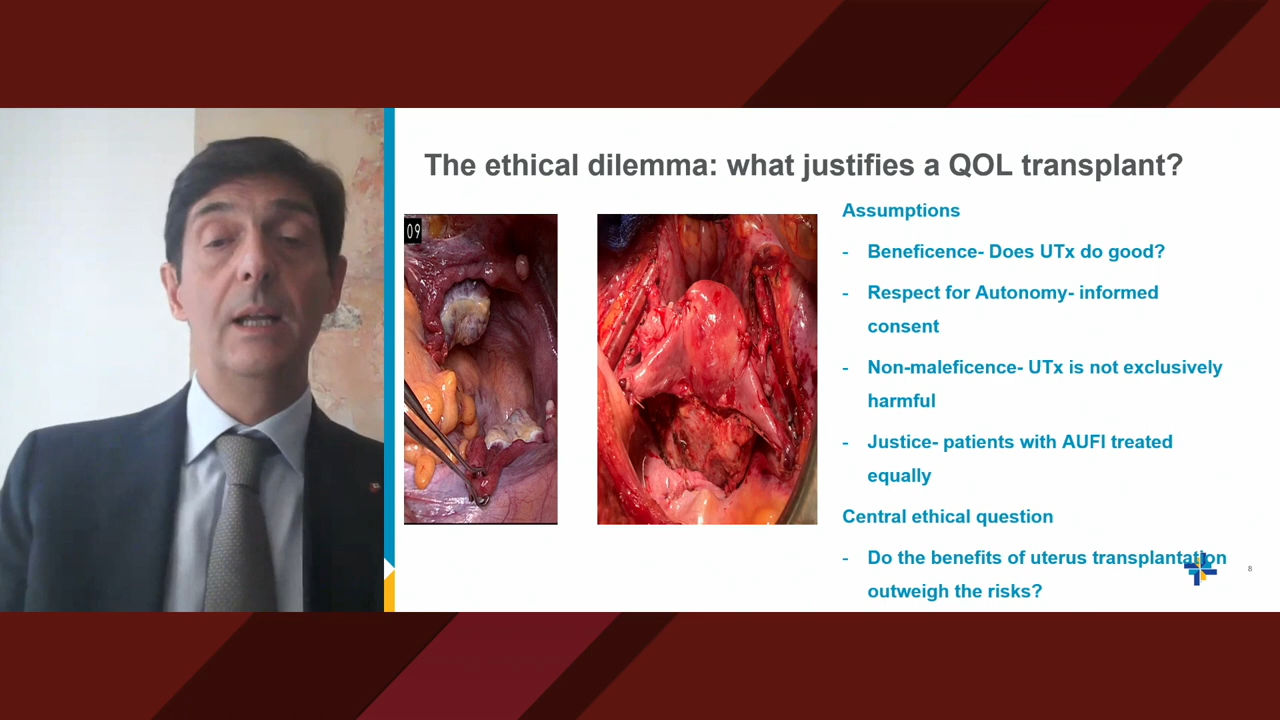 The ethical dilemma: what justifies a QOL transplant?
09
Assumptions
- Beneficence- Does UTx do good?
- Respect for Autonomy- informed
consent
- Non-maleficence- UTx is not exclusively
harmful
- Justice- patients with AUFI treated
equally
Central ethical question
- Do the benefits of uterus transplantation
outweigh the risks?
8